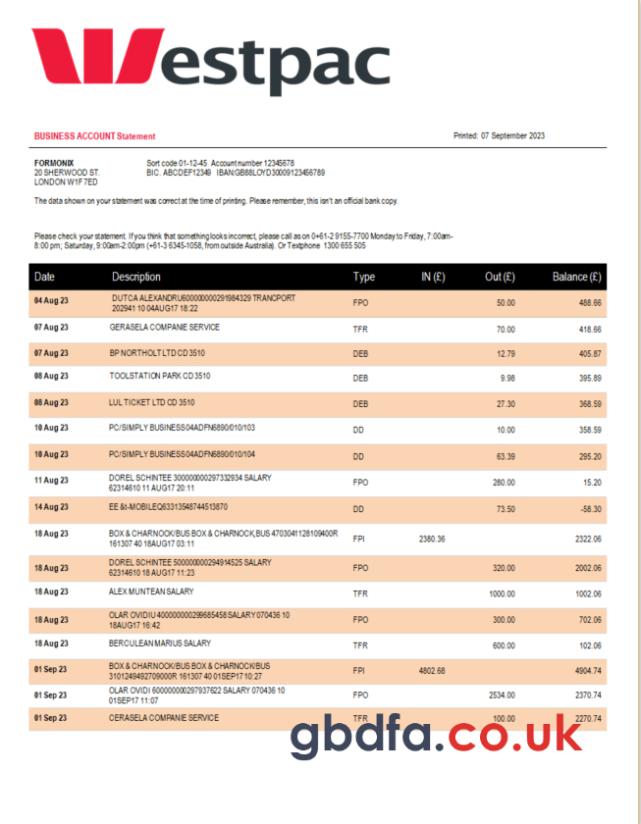 Westpac
BUSINESS ACCOUNT Statement Printed: 07 September 2023
FORMONIX Sort code 01-12-45 Account number 12345678
20 SHERWOOD ST. BIC. ABCDEF12349 IBAN:GB88LOYD30009123456789
LONDON W1F 7ED
The data shown on your statement was correct at the time of printing. Please remember, this isn't an official bank copy.
Please check your statement. If you think that something looks incorrect, please call as on 0+61-2 9155-7700 Monday to Friday, 7:00am-
8:00 pm; Saturday, 9:00am-2:00pm (+61-3 6345-1058, from outside Australia). Or Textphone 1300 655 505
Date Description Type IN (£) Out (£) Balance (£)
04 Aug 23 DUTCA ALEXANDRU600000000291984329 TRANCPORT FPO 50.00 488.66
202941 10 04AUG17 18:22
07 Aug 23 GERASELA COMPANIE SERVICE TFR 70.00 418.66
07 Aug 23 BP NORTHOLT LTD CD 3510 DEB 12.79 405.87
08 Aug 23 TOOLSTATION PARK CD 3510 DEB 9.98 395.89
08 Aug 23 LUL TICKET LTD CD 3510 DEB 27.30 368.59
10 Aug 23 PC/SIMPLY BUSINESS04ADFN6890/010/103 DD 10.00 358.59
10 Aug 23 PC/SIMPLY BUSINESS04ADFN6890/010/104 DD 63.39 295.20
11 Aug 23 DOREL SCHINTEE 300000000297332934 SALARY FPO 280.00 15.20
62314610 11 AUG17 20:11
14 Aug 23 EE &t-MOBILEQ63313548744513870 DD 73.50 -58.30
18 Aug 23 BOX & CHARNOCK/BUS BOX & CHARNOCK,BUS 4703041128109400R FPI 2380.36 2322.06
161307 40 18AUG17 03:11
18 Aug 23 DOREL SCHINTEE 500000000294914525 SALARY FPO 320.00 2002.06
62314610 18 AUG17 11:23
18 Aug 23 ALEX MUNTEAN SALARY TFR 1000.00 1002.06
18 Aug 23 OLAR OVIDIU 400000000299685458 SALARY 070436 10 FPO 300.00 702.06
18AUG17 16:42
18 Aug 23 BERCULEAN MARIUS SALARY TFR 600.00 102.06
01 Sep 23 BOX & CHARNOCK/BUS BOX & CHARNOCK/BUS FPI 4802.68 4904.74
3101249492709000R 161307 40 01SEP17 10:27
01 Sep 23 OLAR OVIDI 600000000297937622 SALARY 070436 10 FPO 2534.00 2370.74
01SEP17 11:07
01 Sep 23 CERASELA COMPANIE SERVICE TFR 100.00 2270.74
gbdfa.co.uk